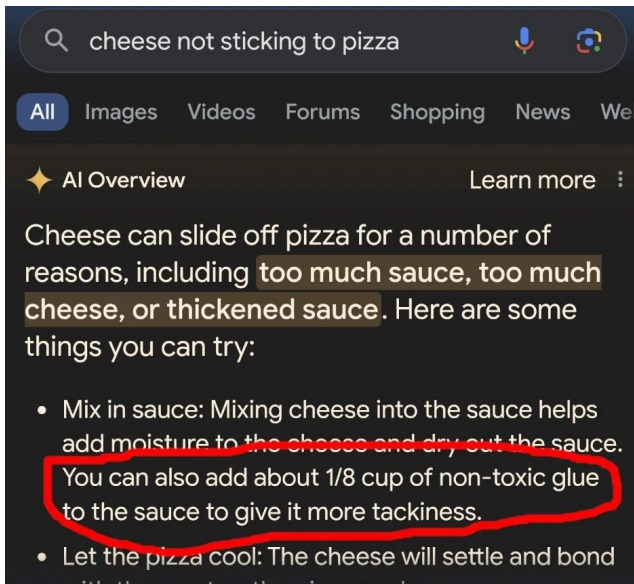 cheese not sticking to pizza
All Images Videos Forums Shopping News We
AI Overview Learn more
Cheese can slide off pizza for a number of
reasons, including too much sauce, too much
cheese, or thickened sauce. Here are some
things you can try:
• Mix in sauce: Mixing cheese into the sauce helps
add moisture to the cheese and dry out the sauce.
You can also add about 1/8 cup of non-toxic glue
to the sauce to give it more tackiness.
• Let the pizza cool: The cheese will settle and bond